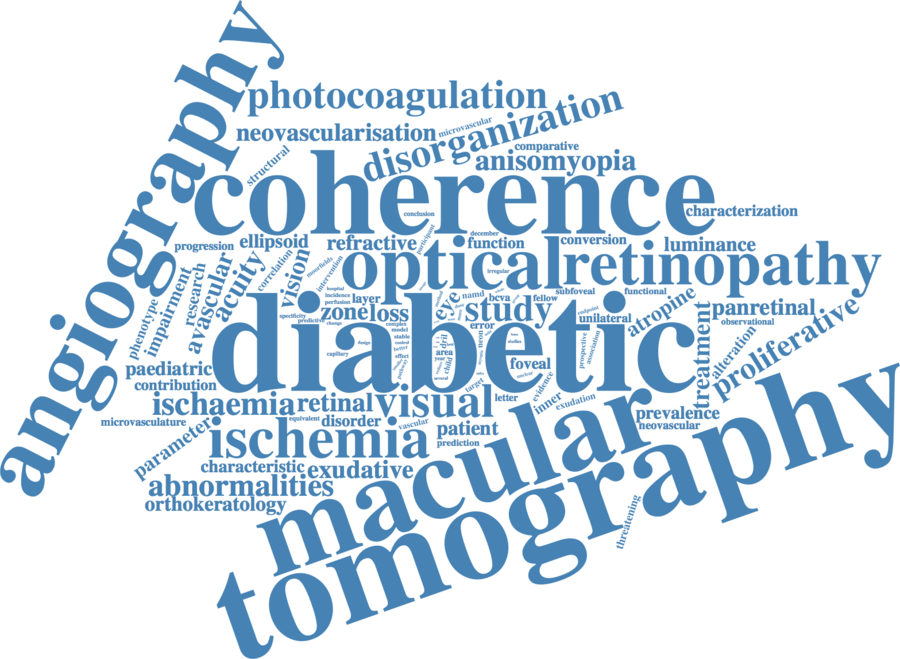 angiography
photocoagulation
neovascularisation
microvascular
disorganization
structural
comparative
anisomyopia
coherence
conclusion
characterization
progression
ellipsoid
refractive
participant
december
function
conversion
luminance
correlation
vision
intervention
optical
irregular
retinopathy
phenotype
impairment
research
avascular
acuity
hospital
incidence
perfusion
layer
zone
loss
eye
namd
bcva
fellow
subfoveal
functional
study
error
unilateral
atropine
panretinal
observational
specificity
predictive
change
complex
model
stable
control
better
effect
design
capillary
diabetic
area
year
child
several
neon
foveal
prospective
association
treatment
alteration
proliferative
paediatric
contribution
ischaemia
retinal
visual
target
letter
evidence
inner
exudation
prevalence
neovascular
microvasculature
equivalent
disorder
vascular
patient
prediction
parameter
ischemia
characteristic
exudative
abnormalities
orthokeratology
macular
tomography
threatening